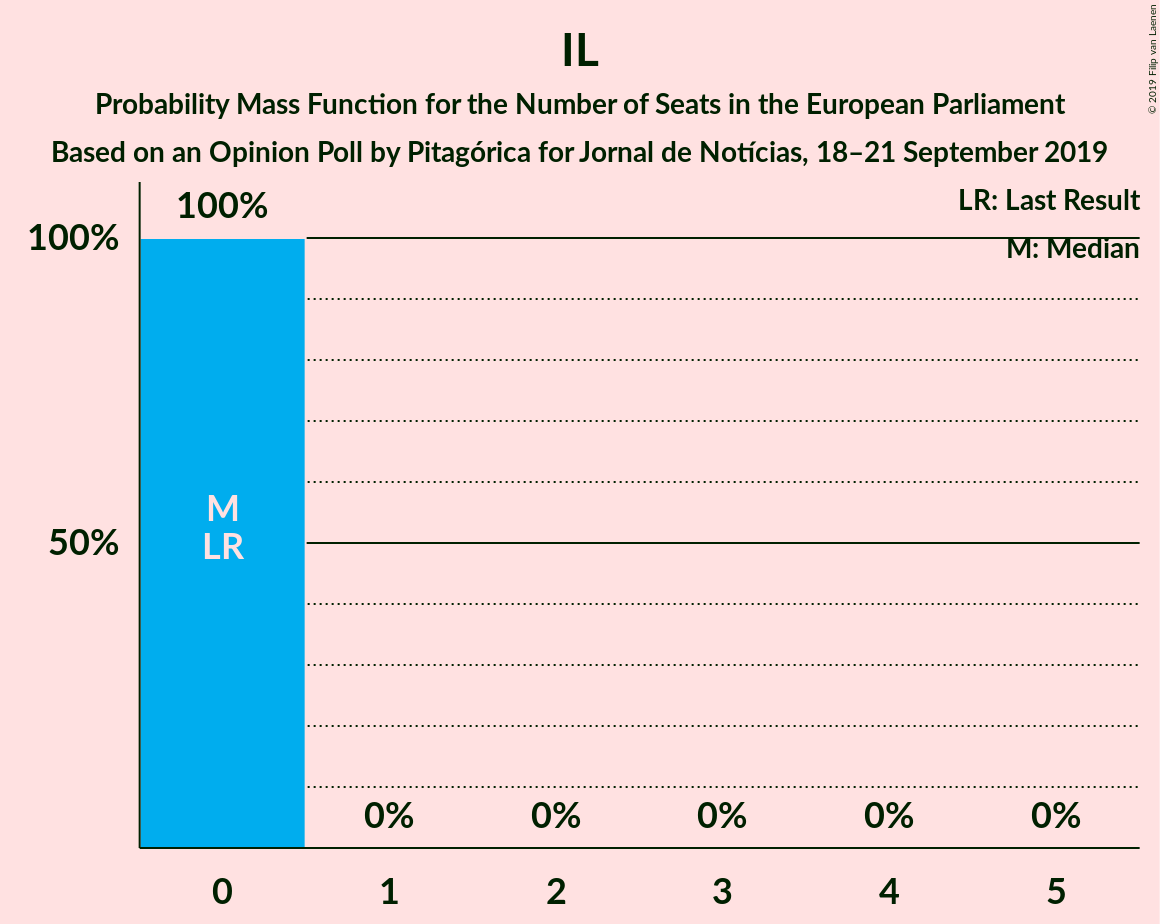 IL
Probability Mass Function for the Number of Seats in the European Parliament
Based on an Opinion Poll by Pitagórica for Jornal de Notícias, 18–21 September 2019
© 2019 Filip van Laenen
LR: Last Result
M: Median
100%
100%
50%
M
LR
0% 0% 0% 0% 0%
0 1 2 3 4 5